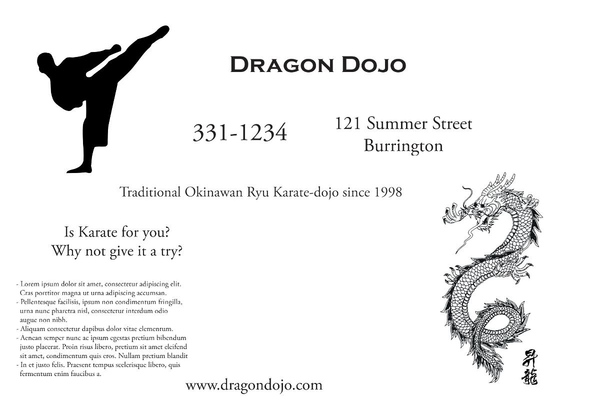 DRAGON DOJO
331-1234
121 Summer Street
Burrington
Traditional Okinawan Ryu Karate-dojo since 1998
Is Karate for you?
Why not give it a try?
- Lorem ipsum dolor sit amet, consectetur adipiscing elit.
Cras porttitor magna ut urna adipiscing accumsan.
- Pellentesque facilisis, ipsum non condimentum fringilla,
urna nunc pharetra nisl, consectetur interdum odio
augue non nibh.
- Aliquam consectetur dapibus dolor vitae elementum.
- Aenean semper nunc ac ipsum egestas pretium bibendum
justo placerat. Proin risus libero, pretium sit amet eleifend
sit amet, condimentum quis eros. Nullam pretium blandit
- In et justo felis. Praesent tempus scelerisque libero, quis
fermentum enim faucibus a.
www.dragondojo.com
昇
龍